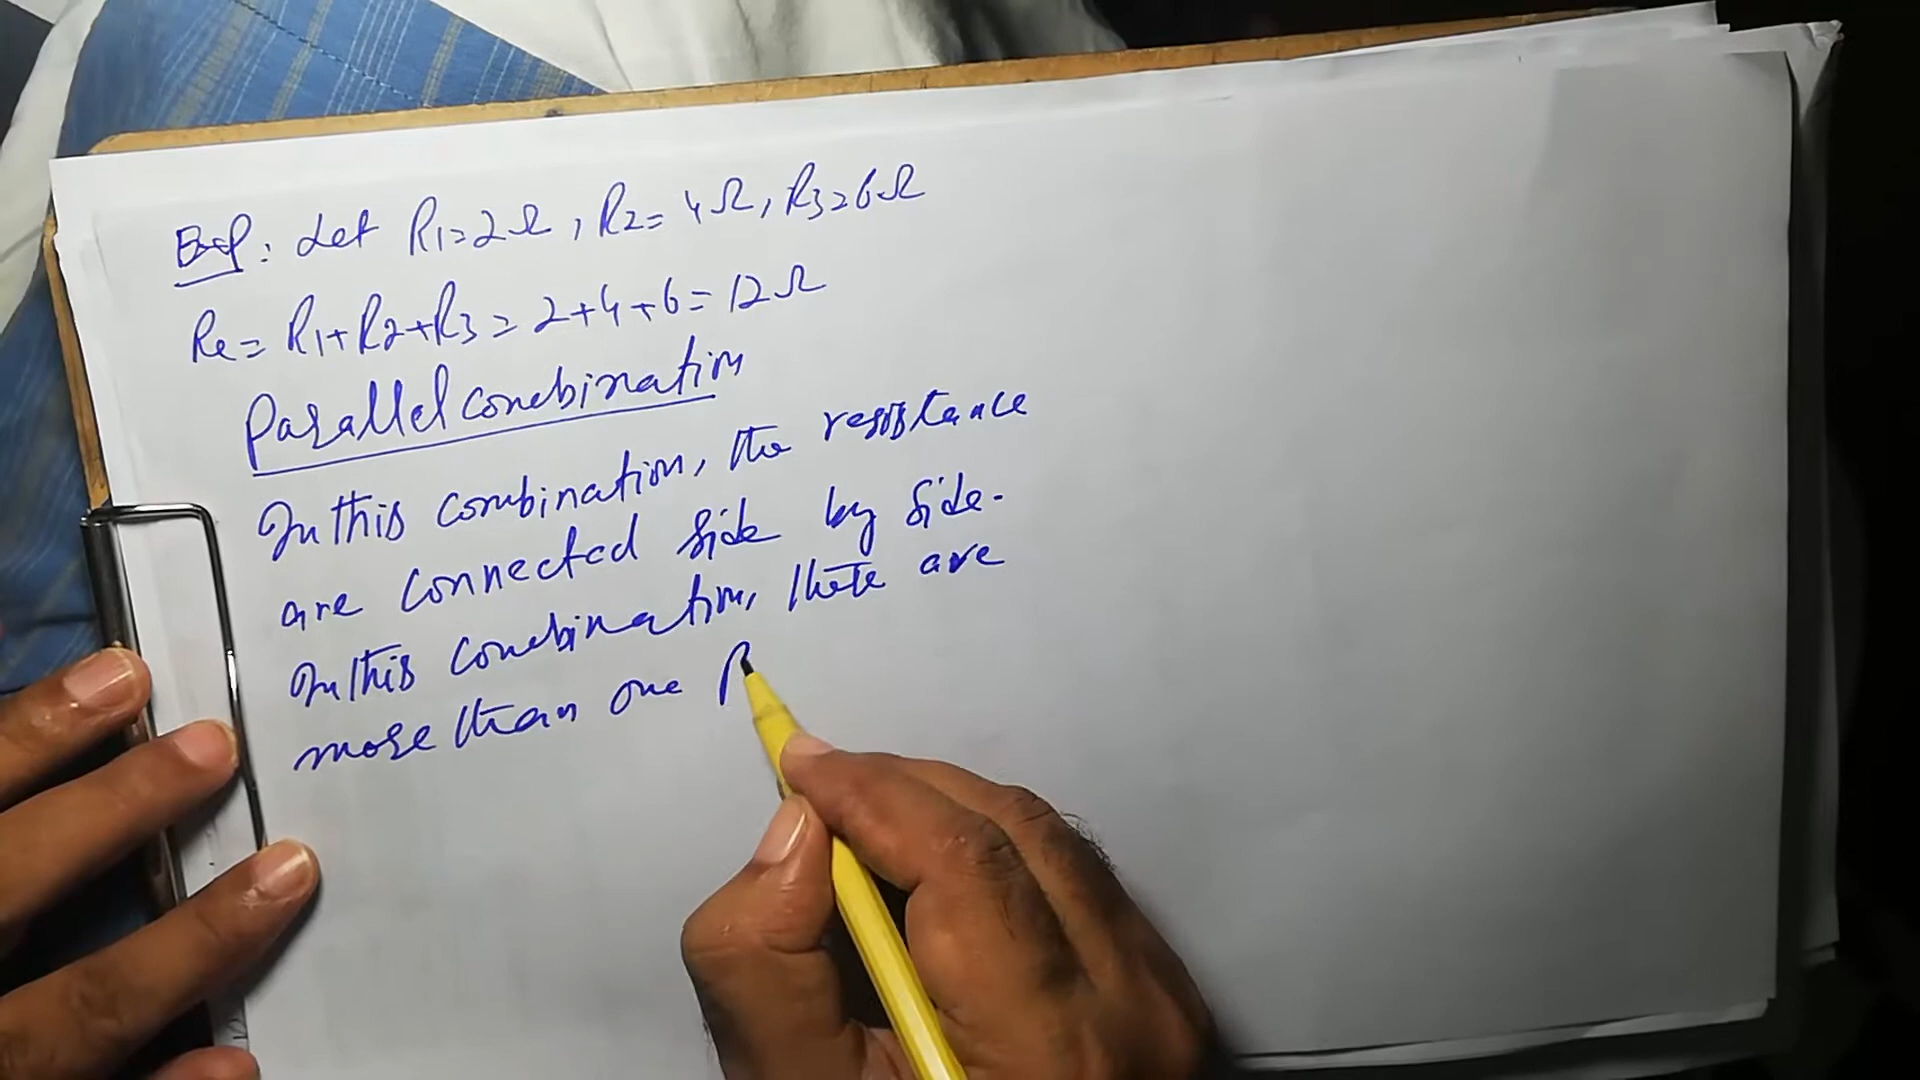 Exp: Let R1=2Ω, R2=4Ω, R3=6Ω
Re=R1+R2+R3=2+4+6=12Ω
Parallel combination
In this combination, the resistance
are connected side by side.
In this combination, there are
more than one